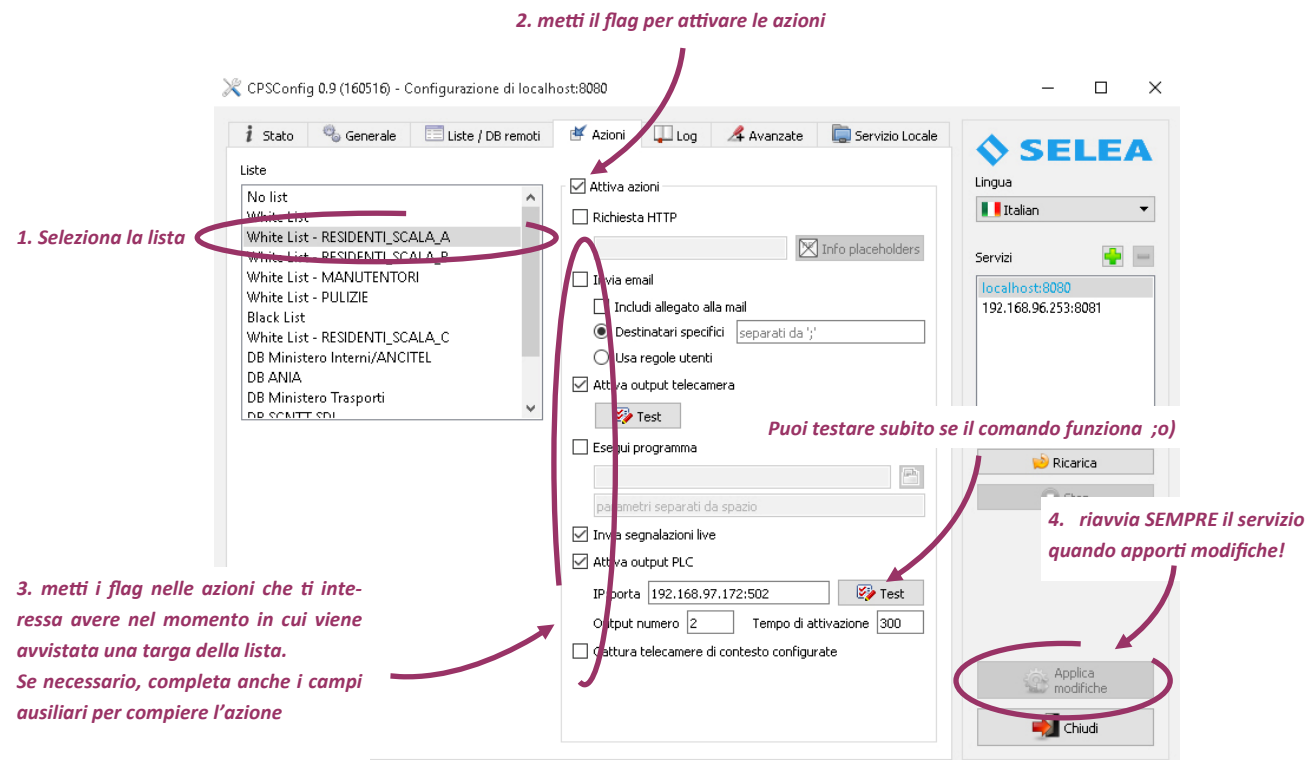 2. metti il flag per attivare le azioni
CPSConfig 0.9 (160516) - Configurazione di localhost:8080
i Stato Generale Liste / DB remoti Azioni Log Avanzate Servizio Locale
Liste
No list
White List
White List - RESIDENTI_SCALA_A
White List - RESIDENTI_SCALA_B
White List - MANUTENTORI
White List - PULIZIE
Black List
White List - RESIDENTI_SCALA_C
DB Ministero Interni/ANCITEL
DB ANIA
DB Ministero Trasporti
DB SCNTT SDI
1. Seleziona la lista
Attiva azioni
Richiesta HTTP
Info placeholders
Invia email
Includi allegato alla mail
Destinatari specifici separati da ';'
Usa regole utenti
Attiva output telecamera
Test
Esegui programma
parametri separati da spazio
Invia segnalazioni live
Attiva output PLC
IP:porta 192.168.97.172:502 Test
Output numero 2 Tempo di attivazione 300
Cattura telecamere di contesto configurate
SELEA
Lingua
Italian
Servizi
localhost:8080
192.168.96.253:8081
Puoi testare subito se il comando funziona ;o)
Ricarica
Stop
4. riavvia SEMPRE il servizio
quando apporti modifiche!
3. metti i flag nelle azioni che ti inte-
ressa avere nel momento in cui viene
avvistata una targa della lista.
Se necessario, completa anche i campi
ausiliari per compiere l'azione
Applica
modifiche
Chiudi